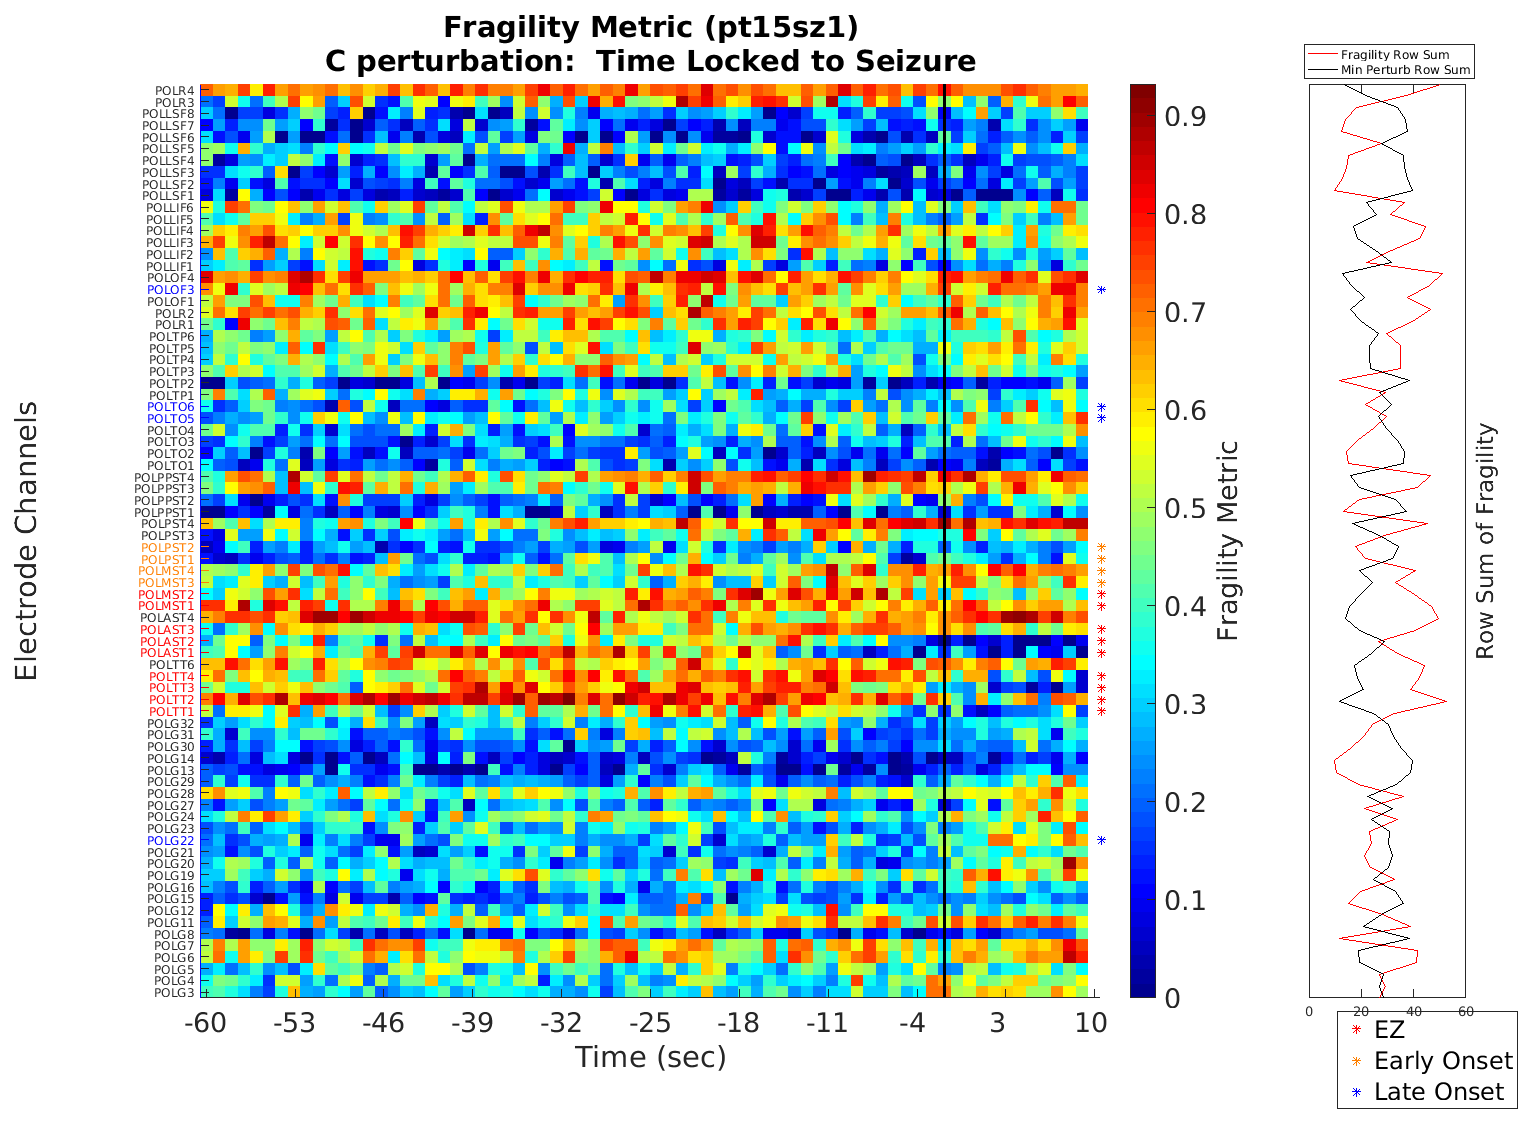 Fragility Metric (pt15sz1)
C perturbation:  Time Locked to Seizure
Fragility Row Sum
Min Perturb Row Sum
Electrode Channels
POLR4
POLR3
POLLSF8
POLLSF7
POLLSF6
POLLSF5
POLLSF4
POLLSF3
POLLSF2
POLLSF1
POLLIF6
POLLIF5
POLLIF4
POLLIF3
POLLIF2
POLLIF1
POLOF4
POLOF3
POLOF1
POLR2
POLR1
POLTP6
POLTP5
POLTP4
POLTP3
POLTP2
POLTP1
POLTO6
POLTO5
POLTO4
POLTO3
POLTO2
POLTO1
POLPPST4
POLPPST3
POLPPST2
POLPPST1
POLPST4
POLPST3
POLPST2
POLPST1
POLMST4
POLMST3
POLMST2
POLMST1
POLAST4
POLAST3
POLAST2
POLAST1
POLTT6
POLTT4
POLTT3
POLTT2
POLTT1
POLG32
POLG31
POLG30
POLG14
POLG13
POLG29
POLG28
POLG27
POLG24
POLG23
POLG22
POLG21
POLG20
POLG19
POLG16
POLG15
POLG12
POLG11
POLG8
POLG7
POLG6
POLG5
POLG4
POLG3
-60 -53 -46 -39 -32 -25 -18 -11 -4 3 10
Time (sec)
0.9
0.8
0.7
0.6
0.5
0.4
0.3
0.2
0.1
0
Fragility Metric
Row Sum of Fragility
0 20 40 60
EZ
Early Onset
Late Onset